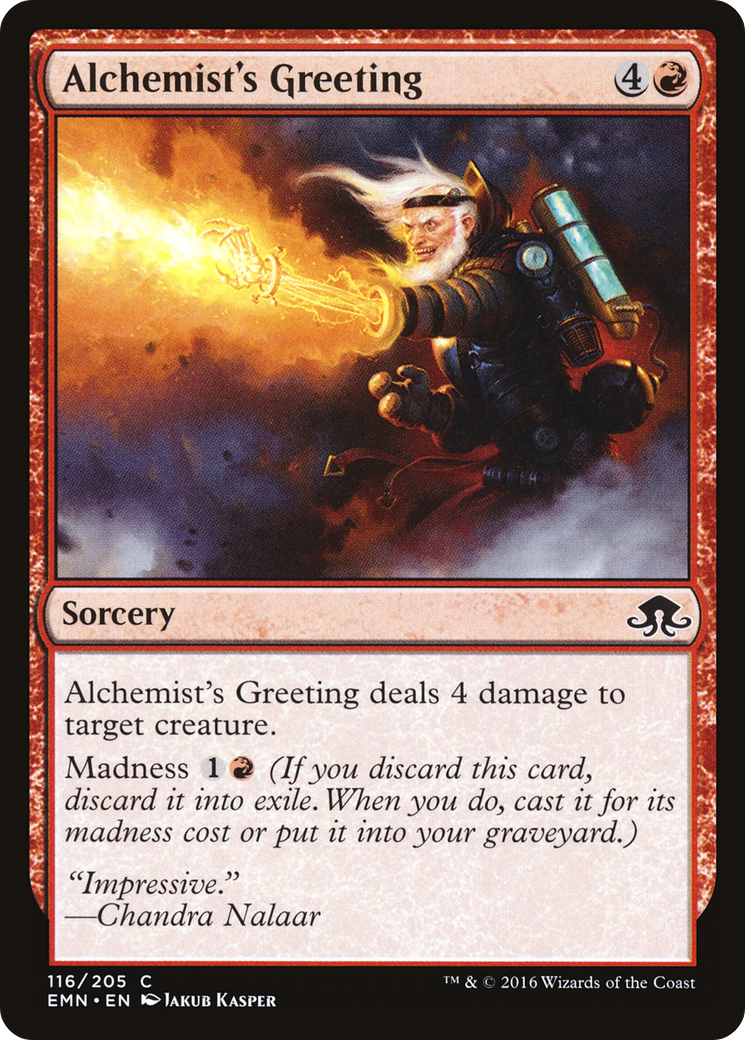 Alchemist's Greeting 4
Sorcery
Alchemist's Greeting deals 4 damage to
target creature.
Madness 1 (If you discard this card,
discard it into exile. When you do, cast it for its
madness cost or put it into your graveyard.)
"Impressive."
—Chandra Nalaar
116/205 C
™ & © 2016 Wizards of the Coast
EMN • EN Jakub Kasper